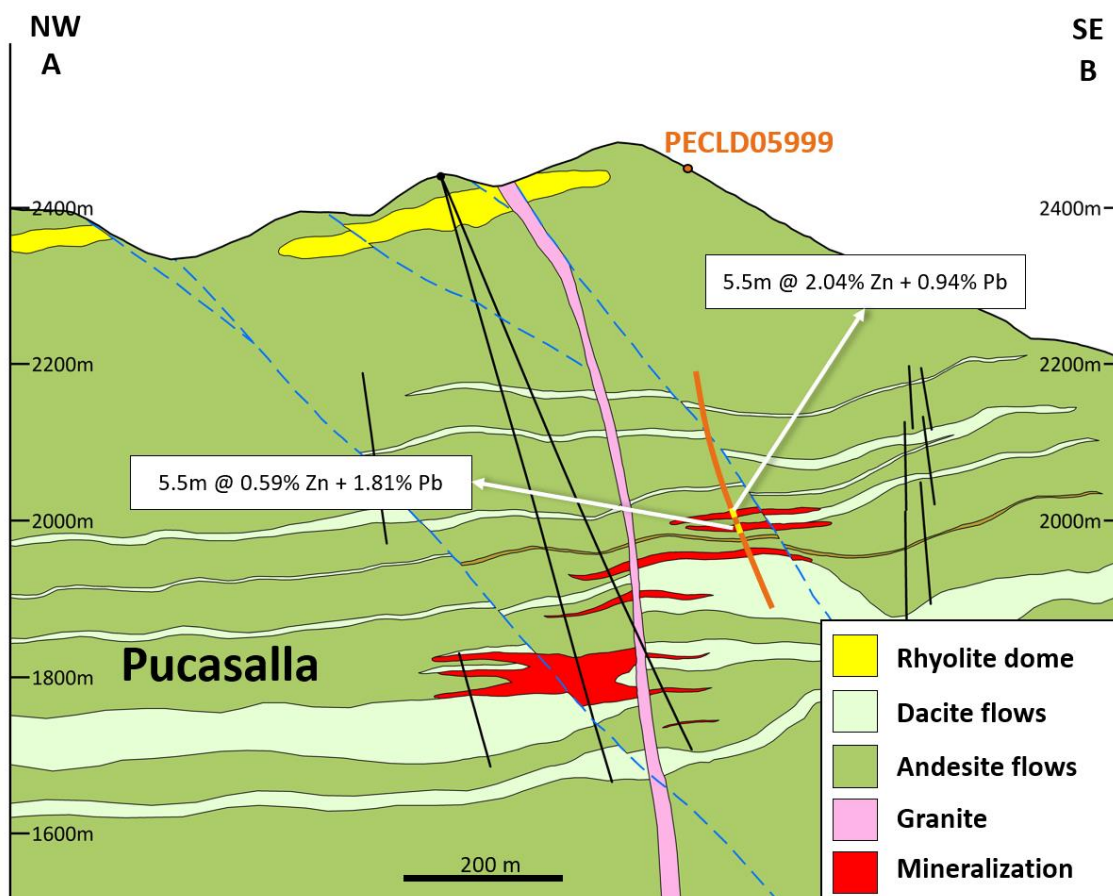 NW
A
SE
B
PECLD05999
2400m
2400m
5.5m @ 2.04% Zn + 0.94% Pb
2200m
2200m
5.5m @ 0.59% Zn + 1.81% Pb
2000m
2000m
Pucasalla
1800m
1600m
200 m
Rhyolite dome
Dacite flows
Andesite flows
Granite
Mineralization